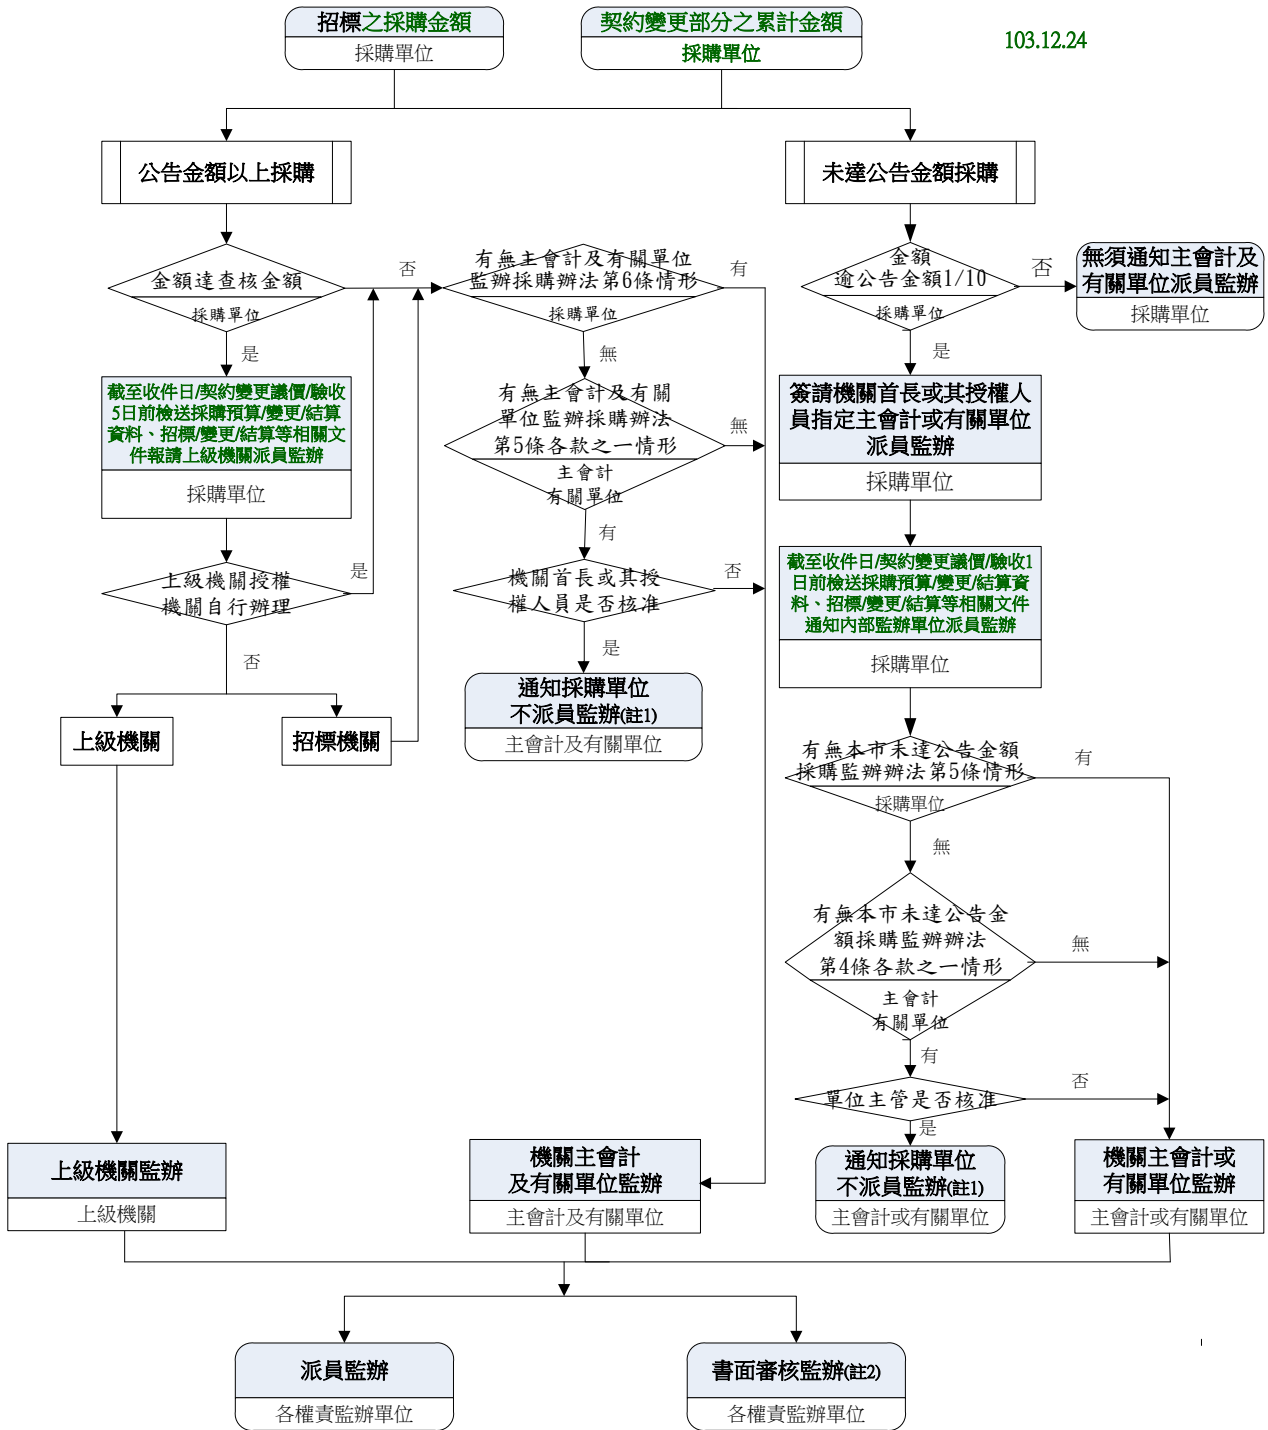 招標之採購金額
採購單位
契約變更部分之累計金額
採購單位
103.12.24
公告金額以上採購
未達公告金額採購
金額達查核金額
採購單位
否
有無主會計及有關單位
監辦採購辦法第6條情形
採購單位
有
金額
逾公告金額1/10
採購單位
否
無須通知主會計及
有關單位派員監辦
採購單位
是
無
是
截至收件日/契約變更議價/驗收
5日前檢送採購預算/變更/結算
資料、招標/變更/結算等相關文
件報請上級機關派員監辦
採購單位
有無主會計及有關
單位監辦採購辦法
第5條各款之一情形
主會計
有關單位
無
簽請機關首長或其授權人
員指定主會計或有關單位
派員監辦
採購單位
有
上級機關授權
機關自行辦理
是
機關首長或其授
權人員是否核准
否
截至收件日/契約變更議價/驗收1
日前檢送採購預算/變更/結算資
料、招標/變更/結算等相關文件
通知內部監辦單位派員監辦
採購單位
否
是
上級機關
招標機關
通知採購單位
不派員監辦(註1)
主會計及有關單位
有無本市未達公告金額
採購監辦辦法第5條情形
採購單位
有
無
有無本市未達公告金
額採購監辦辦法
第4條各款之一情形
主會計
有關單位
無
有
單位主管是否核准
否
是
上級機關監辦
上級機關
機關主會計
及有關單位監辦
主會計及有關單位
通知採購單位
不派員監辦(註1)
主會計或有關單位
機關主會計或
有關單位監辦
主會計或有關單位
派員監辦
各權責監辦單位
書面審核監辦(註2)
各權責監辦單位